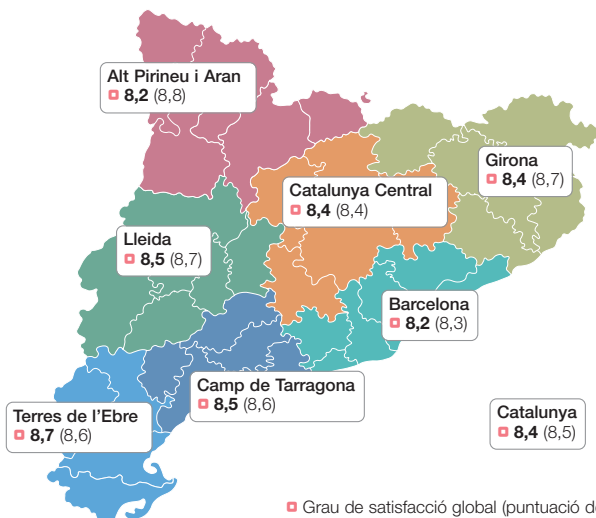 Alt Pirineu i Aran
8,2 (8,8)
Girona
8,4 (8,7)
Catalunya Central
8,4 (8,4)
Lleida
8,5 (8,7)
Barcelona
8,2 (8,3)
Camp de Tarragona
8,5 (8,6)
Terres de l’Ebre
8,7 (8,6)
Catalunya
8,4 (8,5)
Grau de satisfacció global (puntuació d